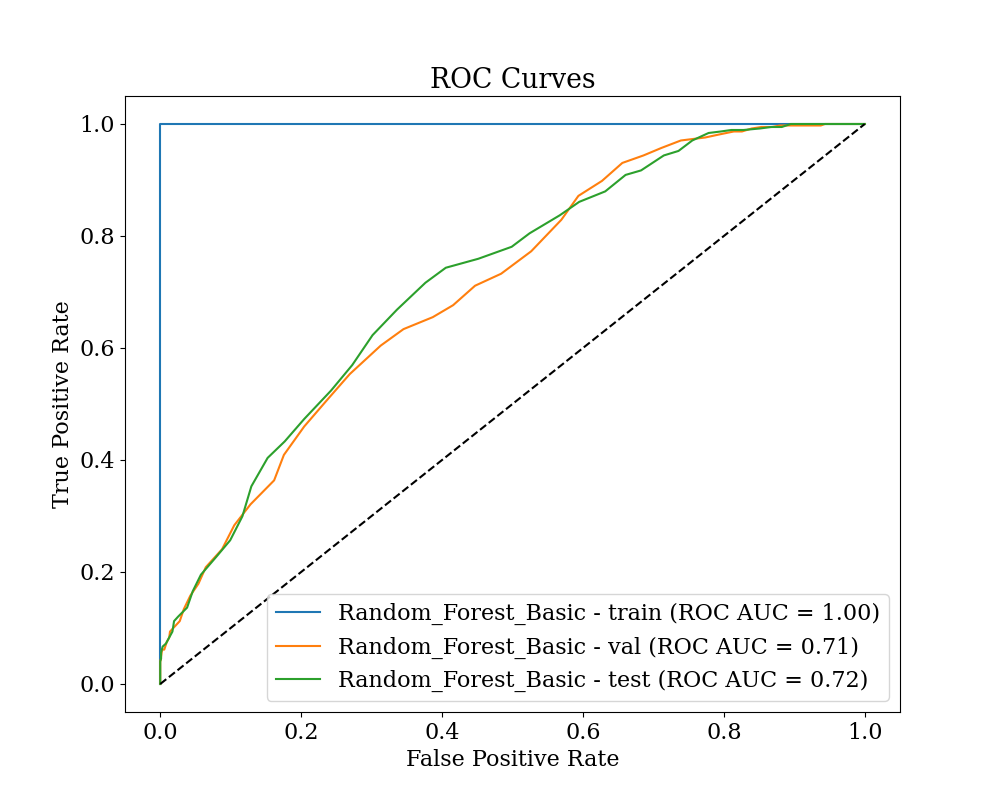 ROC Curves
True Positive Rate
1.0
0.8
0.6
0.4
0.2
0.0
Random_Forest_Basic - train (ROC AUC = 1.00)
Random_Forest_Basic - val (ROC AUC = 0.71)
Random_Forest_Basic - test (ROC AUC = 0.72)
0.0 0.2 0.4 0.6 0.8 1.0
False Positive Rate